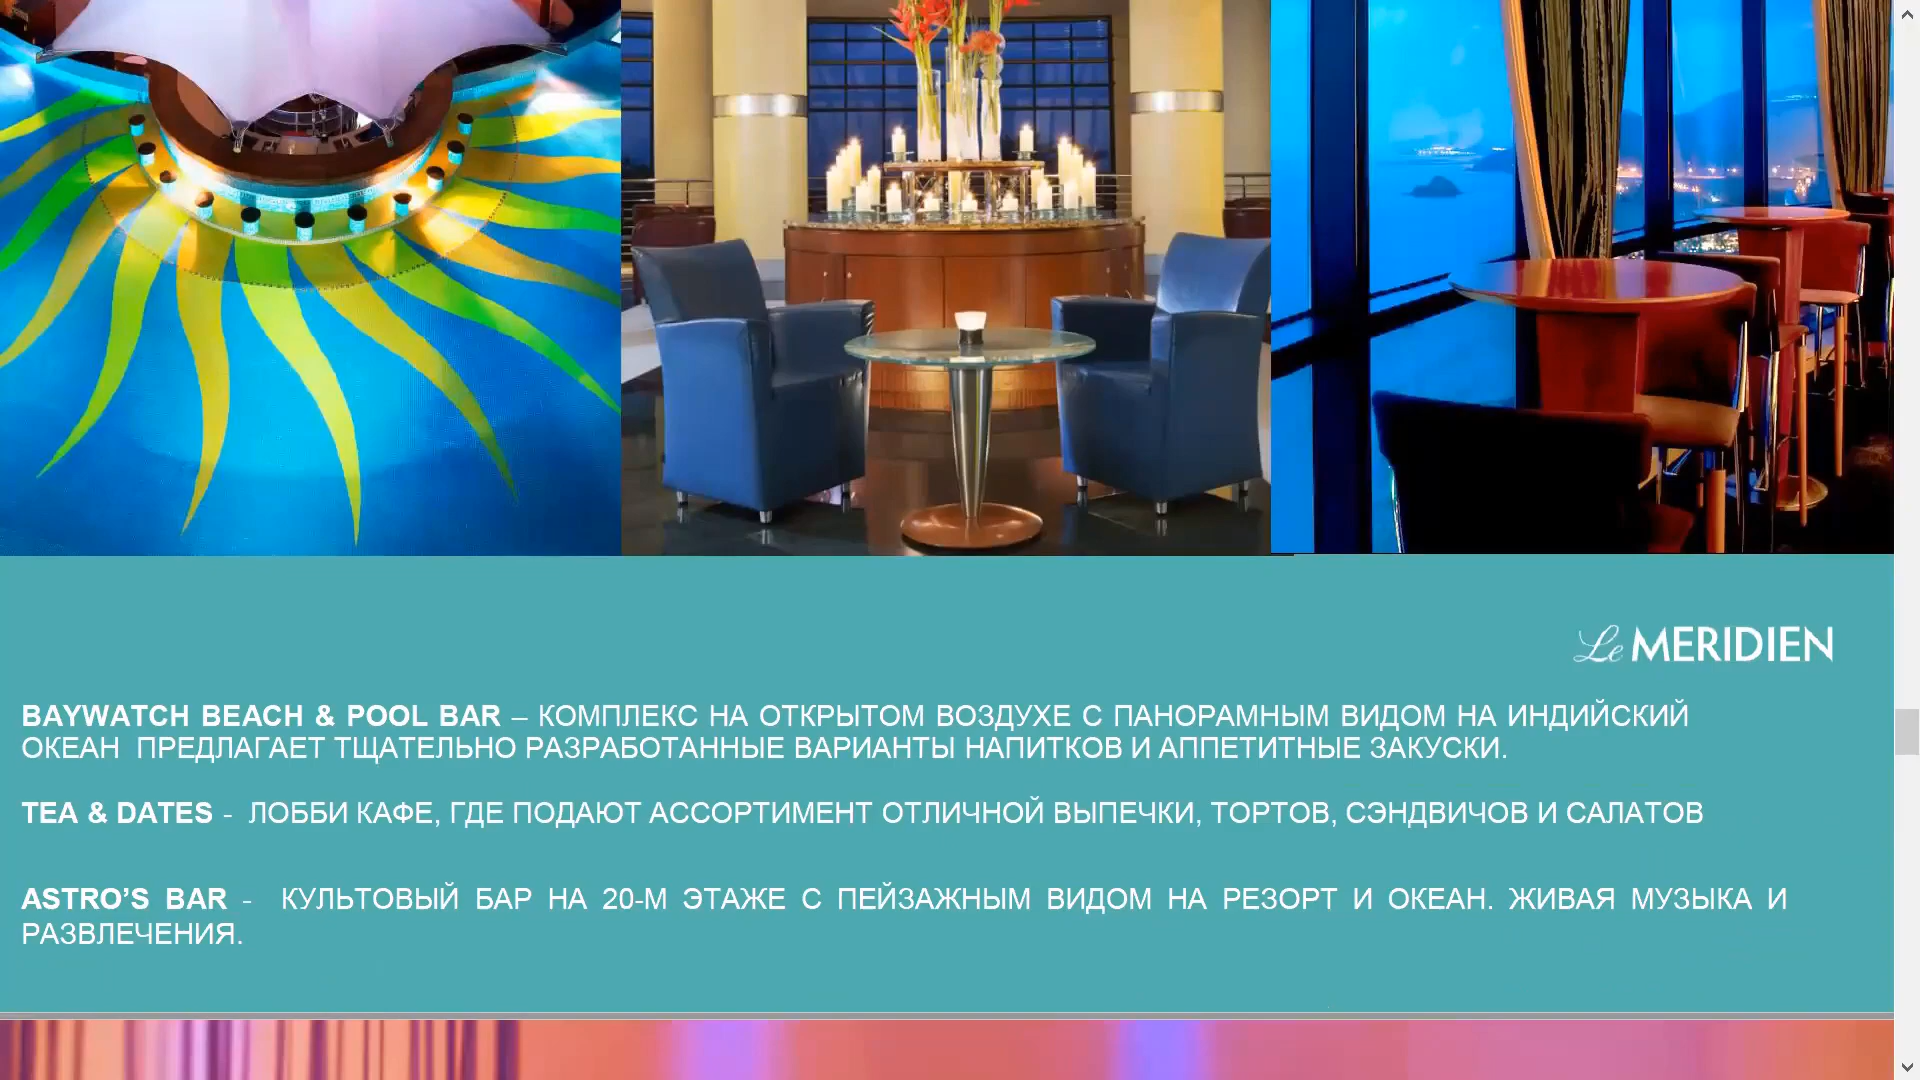 Le MERIDIEN
BAYWATCH BEACH & POOL BAR – КОМПЛЕКС НА ОТКРЫТОМ ВОЗДУХЕ С ПАНОРАМНЫМ ВИДОМ НА ИНДИЙСКИЙ
ОКЕАН ПРЕДЛАГАЕТ ТЩАТЕЛЬНО РАЗРАБОТАННЫЕ ВАРИАНТЫ НАПИТКОВ И АППЕТИТНЫЕ ЗАКУСКИ.
TEA & DATES - ЛОББИ КАФЕ, ГДЕ ПОДАЮТ АССОРТИМЕНТ ОТЛИЧНОЙ ВЫПЕЧКИ, ТОРТОВ, СЭНДВИЧОВ И САЛАТОВ
ASTRO’S BAR - КУЛЬТОВЫЙ БАР НА 20-М ЭТАЖЕ С ПЕЙЗАЖНЫМ ВИДОМ НА РЕЗОРТ И ОКЕАН. ЖИВАЯ МУЗЫКА И
РАЗВЛЕЧЕНИЯ.